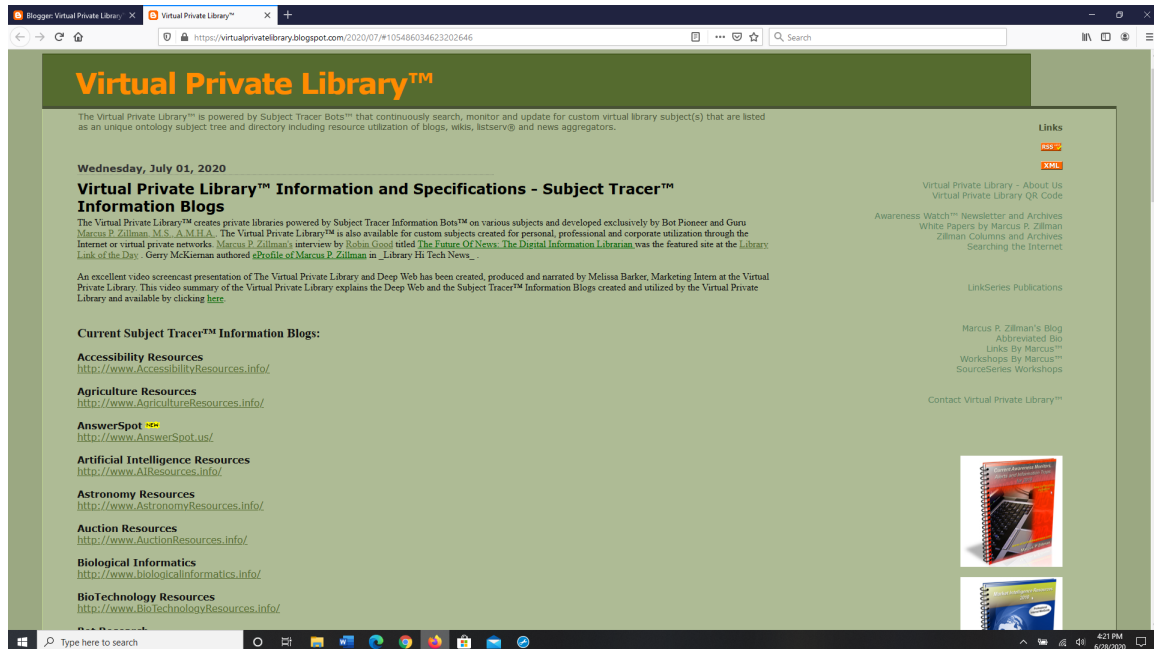 Blogger: Virtual Private Library
Virtual Private Library™
https://virtualprivatelibrary.blogspot.com/2020/07/#105486034623202646
Search
Virtual Private Library™
The Virtual Private Library™ is powered by Subject Tracer Bots™ that continuously search, monitor and update for custom virtual library subject(s) that are listed
as an unique ontology subject tree and directory including resource utilization of blogs, wikis, listserv® and news aggregators.
Wednesday, July 01, 2020
Virtual Private Library™ Information and Specifications - Subject Tracer™
Information Blogs
The Virtual Private Library™ creates private libraries powered by Subject Tracer Information Bots™ on various subjects and developed exclusively by Bot Pioneer and Guru
Marcus P. Zillman, M.S., A.M.H.A.. The Virtual Private Library™ is also available for custom subjects created for personal, professional and corporate utilization through the
Internet or virtual private networks. Marcus P. Zillman's interview by Robin Good titled The Future Of News: The Digital Information Librarian was the featured site at the Library
Link of the Day . Gerry McKiernan authored eProfile of Marcus P. Zillman in _Library Hi Tech News_ .
An excellent video screencast presentation of The Virtual Private Library and Deep Web has been created, produced and narrated by Melissa Barker, Marketing Intern at the Virtual
Private Library. This video summary of the Virtual Private Library explains the Deep Web and the Subject Tracer™ Information Blogs created and utilized by the Virtual Private
Library and available by clicking here.
Current Subject Tracer™ Information Blogs:
Accessibility Resources
http://www.AccessibilityResources.info/
Agriculture Resources
http://www.AgricultureResources.info/
AnswerSpot NEW
http://www.AnswerSpot.us/
Artificial Intelligence Resources
http://www.AIResources.info/
Astronomy Resources
http://www.AstronomyResources.info/
Auction Resources
http://www.AuctionResources.info/
Biological Informatics
http://www.biologicalinformatics.info/
BioTechnology Resources
http://www.BioTechnologyResources.info/
Bot Research
Links
RSS
XML
Virtual Private Library - About Us
Virtual Private Library QR Code
Awareness Watch™ Newsletter and Archives
White Papers by Marcus P. Zillman
Zillman Columns and Archives
Searching the Internet
LinkSeries Publications
Marcus P. Zillman's Blog
Abbreviated Bio
Links By Marcus™
Workshops By Marcus™
SourceSeries Workshops
Contact Virtual Private Library™
Type here to search
4:21 PM
6/28/2020